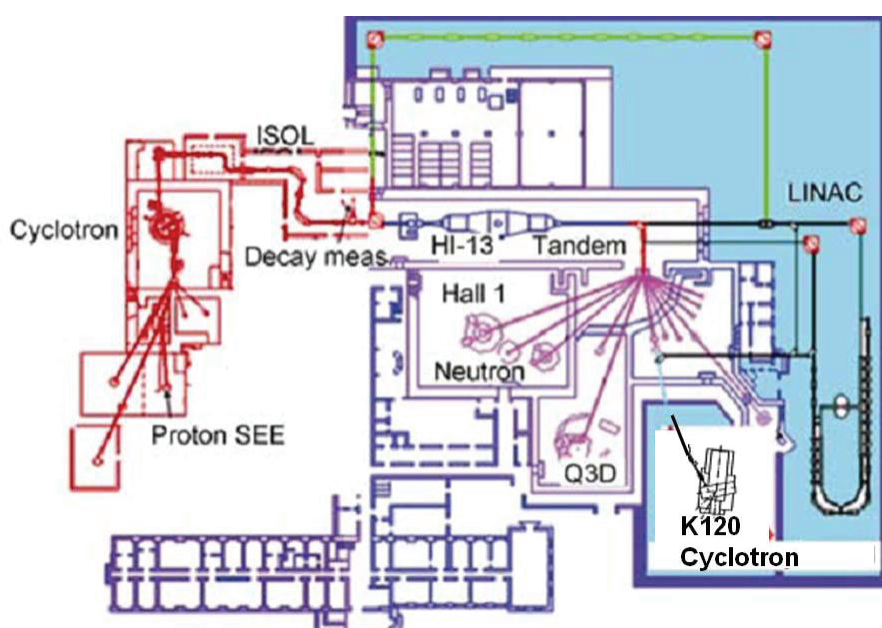 ISOL
LINAC
Cyclotron
Decay meas
HI-13
Tandem
Hall 1
Neutron
Proton SEE
Q3D
K120
Cyclotron